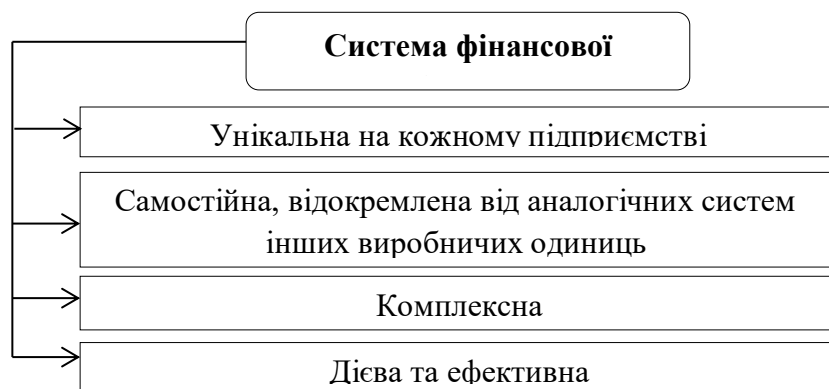 Система фінансової
Унікальна на кожному підприємстві
Самостійна, відокремлена від аналогічних систем
інших виробничих одиниць
Комплексна
Дієва та ефективна